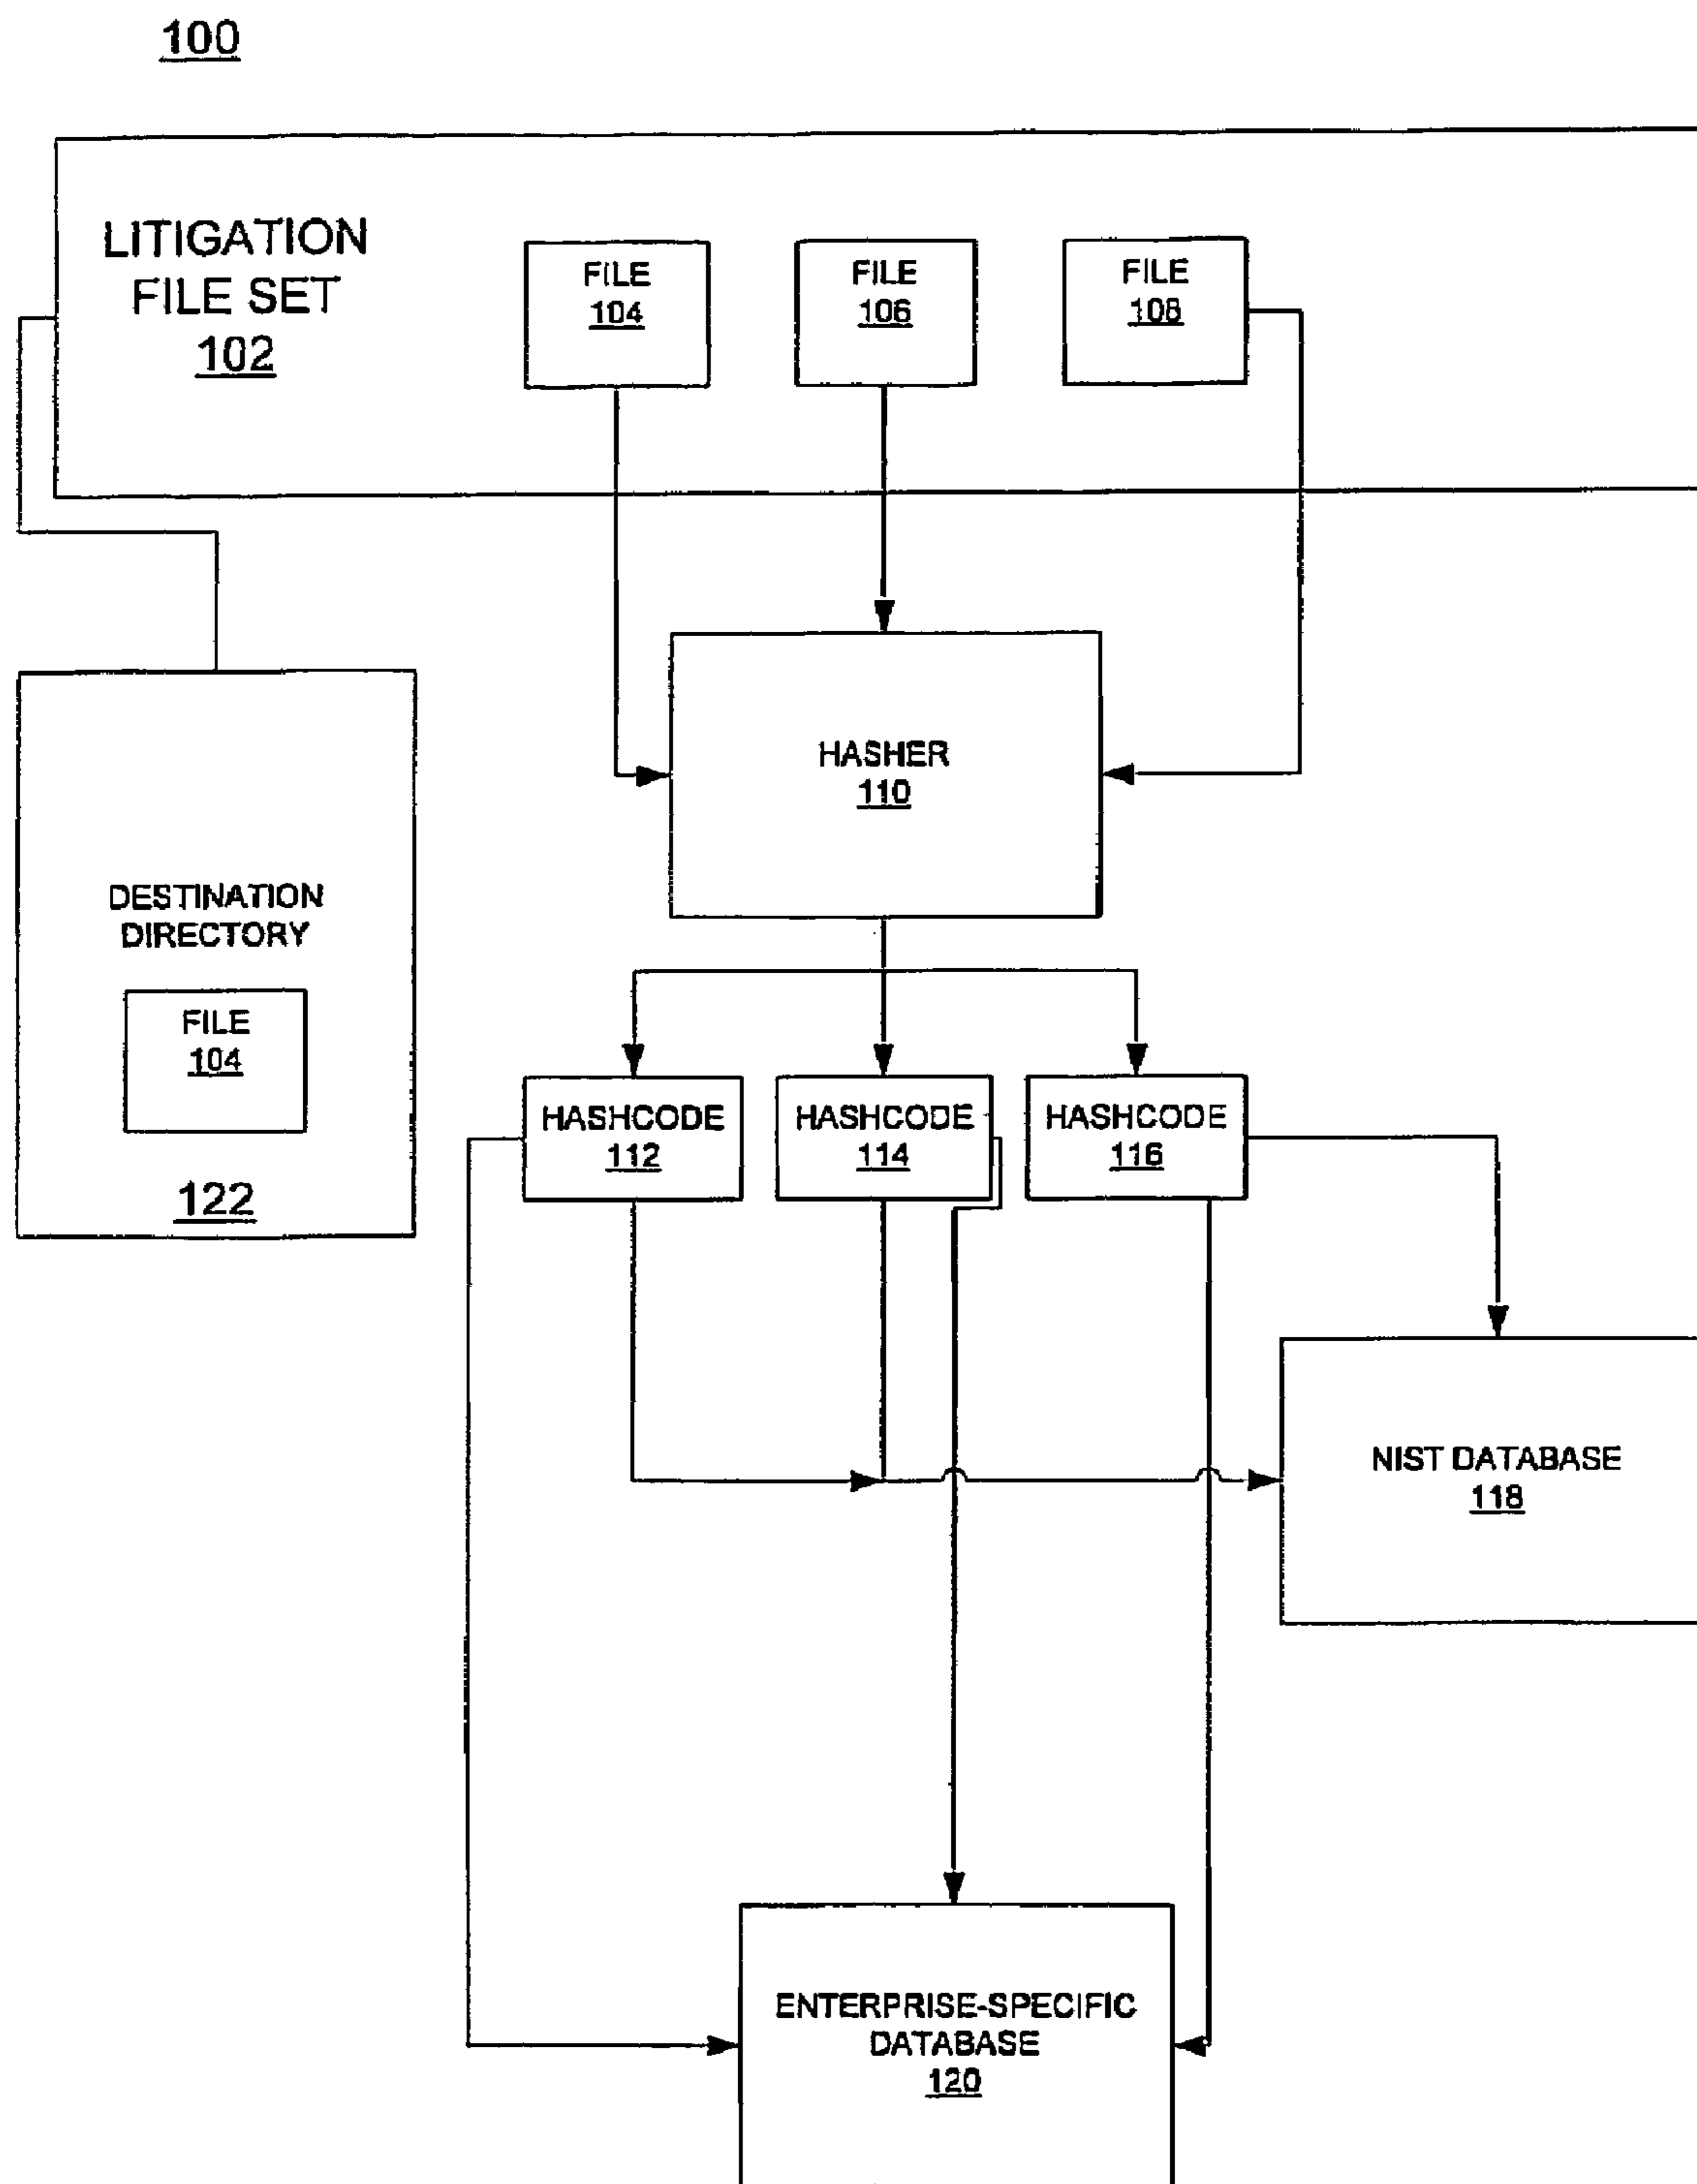 100
LITIGATION
FILE SET
102
FILE
104
FILE
106
FILE
108
HASHER
110
DESTINATION
DIRECTORY
FILE
104
122
HASHCODE
112
HASHCODE
114
HASHCODE
116
NIST DATABASE
118
ENTERPRISE-SPECIFIC
DATABASE
120